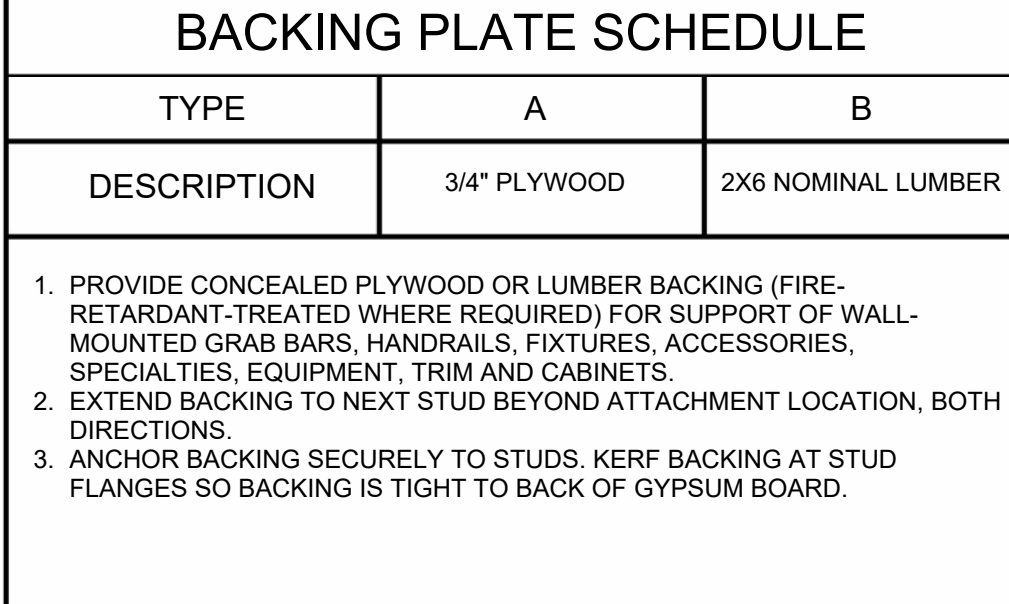 BACKING PLATE SCHEDULE
TYPE A B
DESCRIPTION 3/4" PLYWOOD 2X6 NOMINAL LUMBER
1. PROVIDE CONCEALED PLYWOOD OR LUMBER BACKING (FIRE-
RETARDANT-TREATED WHERE REQUIRED) FOR SUPPORT OF WALL-
MOUNTED GRAB BARS, HANDRAILS, FIXTURES, ACCESSORIES,
SPECIALTIES, EQUIPMENT, TRIM AND CABINETS.
2. EXTEND BACKING TO NEXT STUD BEYOND ATTACHMENT LOCATION, BOTH
DIRECTIONS.
3. ANCHOR BACKING SECURELY TO STUDS. KERF BACKING AT STUD
FLANGES SO BACKING IS TIGHT TO BACK OF GYPSUM BOARD.